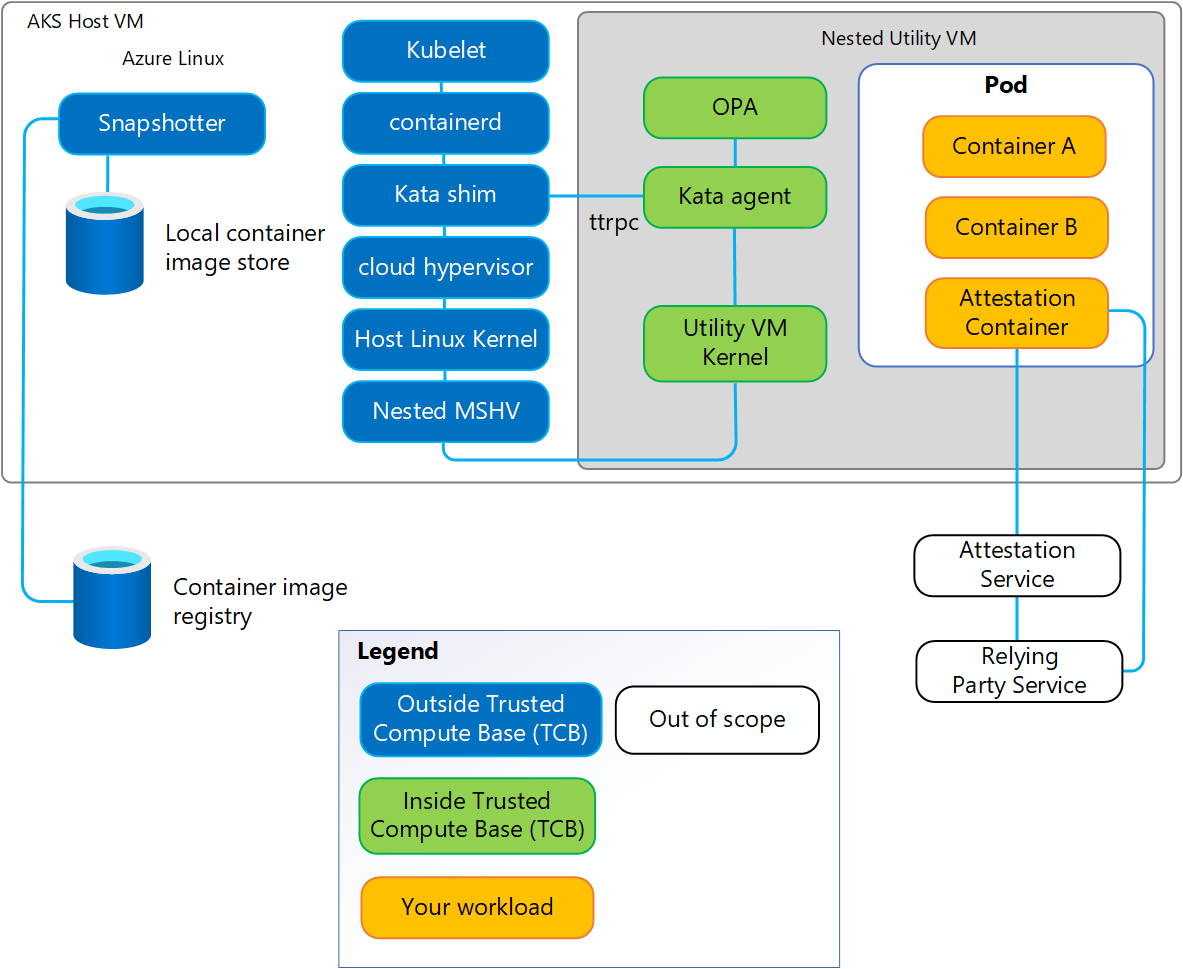 AKS Host VM
Azure Linux
Snapshotter
Local container
image store
Kubelet
containerd
Kata shim
cloud hypervisor
Host Linux Kernel
Nested MSHV
ttrpc
Nested Utility VM
OPA
Kata agent
Utility VM
Kernel
Pod
Container A
Container B
Attestation
Container
Attestation
Service
Relying
Party Service
Container image
registry
Legend
Outside Trusted
Compute Base (TCB)
Out of scope
Inside Trusted
Compute Base (TCB)
Your workload